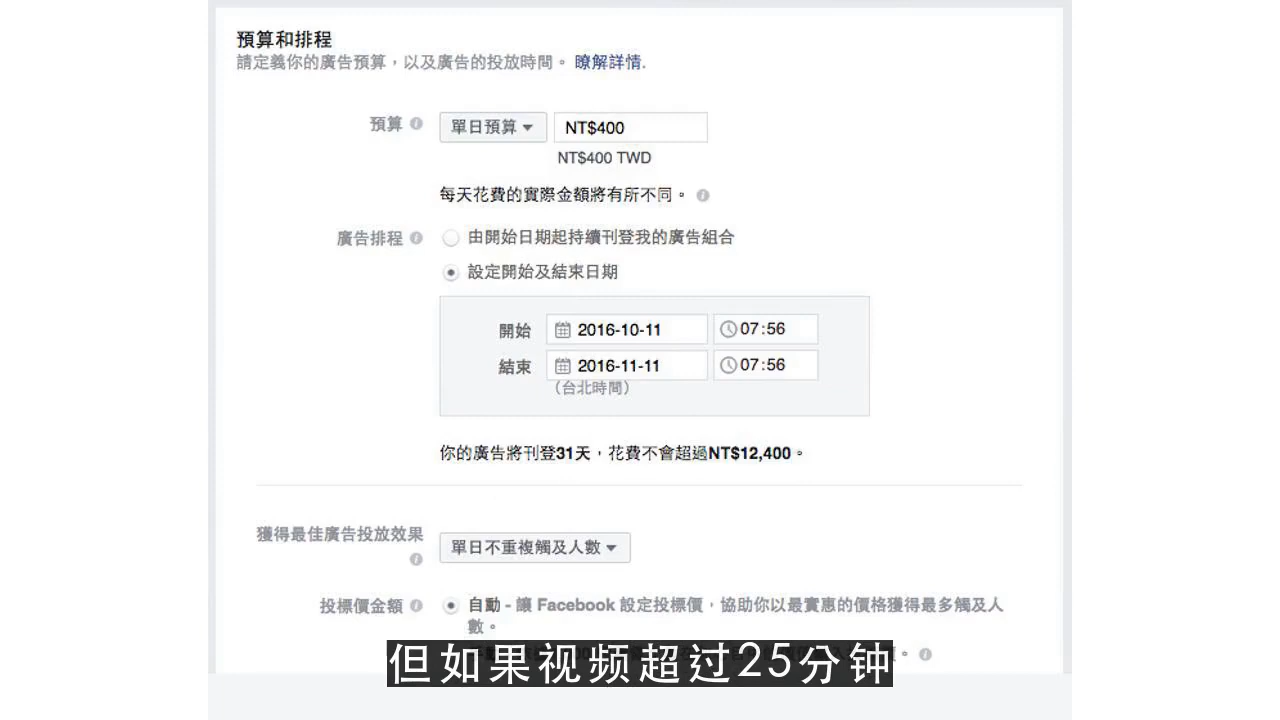 預算和排程
請定義你的廣告預算，以及廣告的投放時間。 瞭解詳情.
預算 單日預算 NT$400
NT$400 TWD
每天花費的實際金額將有所不同。
廣告排程 由開始日期起持續刊登我的廣告組合
設定開始及結束日期
開始 2016-10-11 07:56
結束 2016-11-11 07:56
(台北時間)
你的廣告將刊登31天，花費不會超過NT$12,400。
獲得最佳廣告投放效果 單日不重複觸及人數
投標價金額 自動 - 讓 Facebook 設定投標價，協助你以最實惠的價格獲得最多觸及人
數。
但如果视频超过25分钟